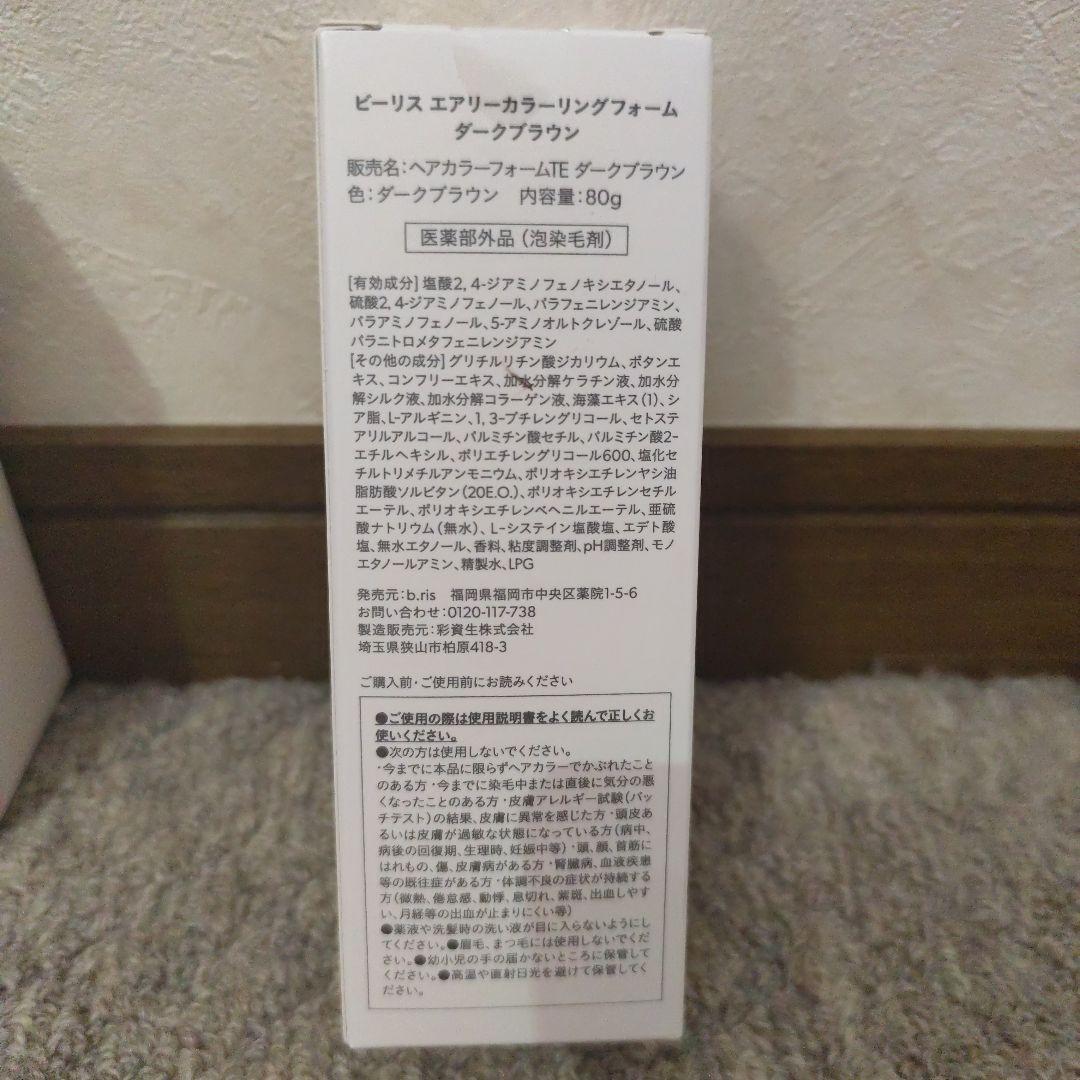 ビーリス エアリーカラーリングフォーム
ダークブラウン
販売名:ヘアカラーフォームTE ダークブラウン
色:ダークブラウン 内容量:80g
医薬部外品(泡染毛剤)
[有効成分]塩酸2, 4-ジアミノフェノキシエタノール、
硫酸2, 4-ジアミノフェノール、パラフェニレンジアミン、
パラアミノフェノール、5-アミノオルトクレゾール、硫酸
パラニトロメタフェニレンジアミン
[その他の成分]グリチルリチン酸ジカリウム、ボタンエ
キス、コンフリーエキス、加水分解ケラチン液、加水分
解シルク液、加水分解コラーゲン液、海藻エキス(1)、シ
ア脂、L-アルギニン、1, 3-ブチレングリコール、セトステ
アリルアルコール、パルミチン酸セチル、パルミチン酸2-
エチルヘキシル、ポリエチレングリコール600、塩化セ
チルトリメチルアンモニウム、ポリオキシエチレンヤシ油
脂肪酸ソルビタン(20E.O.)、ポリオキシエチレンセチル
エーテル、ポリオキシエチレンベヘニルエーテル、亜硫
酸ナトリウム(無水)、L-システイン塩酸塩、エデト酸
塩、無水エタノール、香料、粘度調整剤、pH調整剤、モノ
エタノールアミン、精製水、LPG
発売元:b.ris 福岡県福岡市中央区薬院1-5-6
お問い合わせ:0120-117-738
製造販売元:彩資生株式会社
埼玉県狭山市柏原418-3
ご購入前・ご使用前にお読みください
●ご使用の際は使用説明書をよく読んで正しくお
使いください。
●次の方は使用しないでください。
・今までに本品に限らずヘアカラーでかぶれたこと
のある方・今までに染毛中または直後に気分の悪
くなったことのある方・皮膚アレルギー試験(パッ
チテスト)の結果、皮膚に異常を感じた方・頭皮あ
るいは皮膚が過敏な状態になっている方(病中、
病後の回復期、生理時、妊娠中等)・頭、顔、首筋に
はれもの、傷、皮膚病がある方・腎臓病、血液疾患
等の既往症がある方・体調不良の症状が持続する
方(微熱、倦怠感、動悸、息切れ、紫斑、出血しやす
い、月経等の出血が止まりにくい等)
●薬液や洗髪時の洗い液が目に入らないようにし
てください。●眉毛、まつ毛には使用しないでくだ
さい。●幼小児の手の届かないところに保管して
ください。●高温や直射日光を避けて保管してく
ださい。